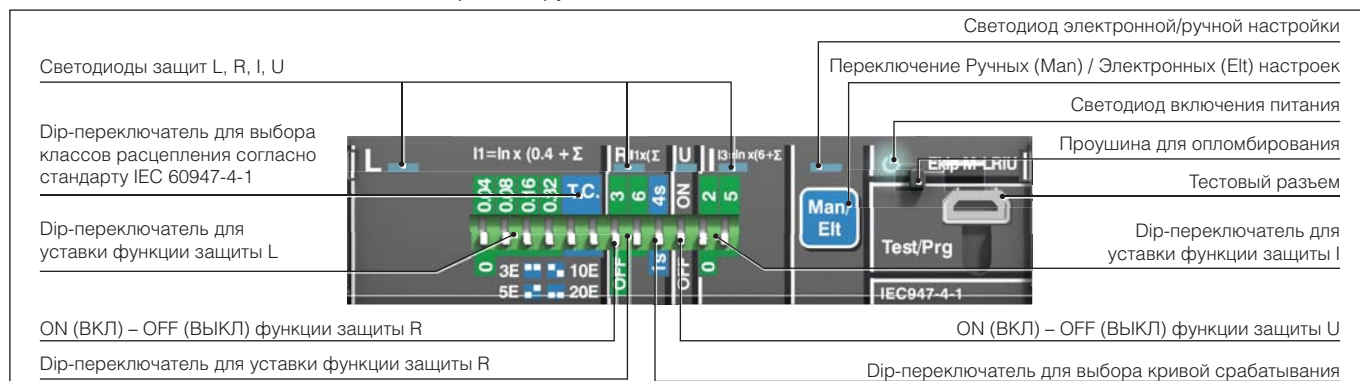 Светодиод электронной/ручной настройки
Светодиоды защит L, R, I, U
Переключение Ручных (Man) / Электронных (Elt) настроек
Светодиод включения питания
Dip-переключатель для выбора
классов расцепления согласно
стандарту IEC 60947-4-1
Проушина для опломбирования
Тестовый разъем
Dip-переключатель для
уставки функции защиты L
Dip-переключатель для
уставки функции защиты I
L
I1=In x (0.4 + Σ
R I1x(Σ
U
I I3=In x(6+Σ
Ekip M-LRIU
0.04 0.08 0.16 0.32 T.C. 3 6 4s ON 2 5
Man/
Elt
Test/Prg
0 OFF 1s OFF 0
3E 10E
5E 20E
IEC947-4-1
ON (ВКЛ) – OFF (ВЫКЛ) функции защиты R
ON (ВКЛ) – OFF (ВЫКЛ) функции защиты U
Dip-переключатель для уставки функции защиты R
Dip-переключатель для выбора кривой срабатывания